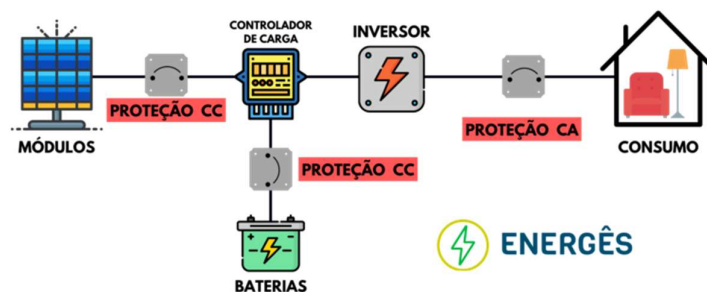 CONTROLADOR
DE CARGA
INVERSOR
PROTEÇÃO CC
PROTEÇÃO CA
MÓDULOS
CONSUMO
PROTEÇÃO CC
BATERIAS
ENERGÊS